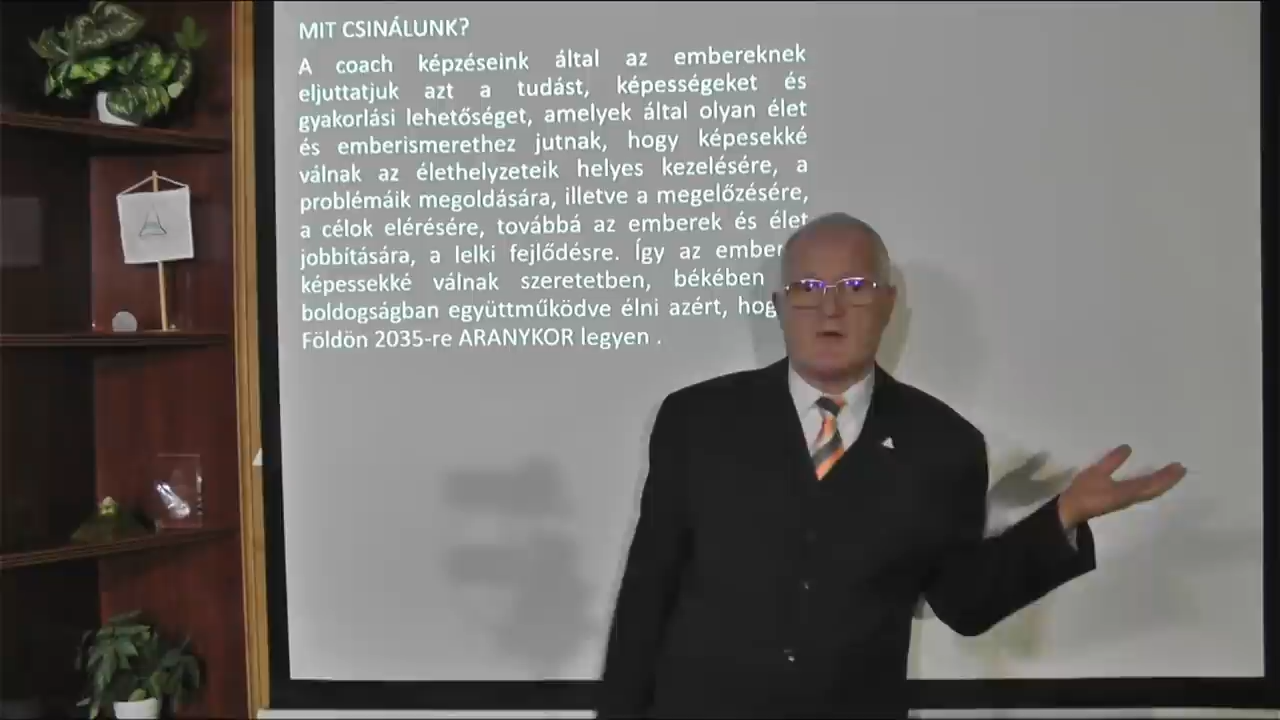 MIT CSINÁLUNK?
A coach képzéseink által az embereknek
eljuttatjuk azt a tudást, képességeket és
gyakorlási lehetőséget, amelyek által olyan élet
és emberismerethez jutnak, hogy képesekké
válnak az élethelyzeteik helyes kezelésére, a
problémáik megoldására, illetve a megelőzésére,
a célok elérésére, továbbá az emberek és élet
jobbítására, a lelki fejlődésre. Így az
képessekké válnak szeretetben, békében
boldogságban együttműködve élni azért,
Földön 2035-re ARANYKOR legyen .